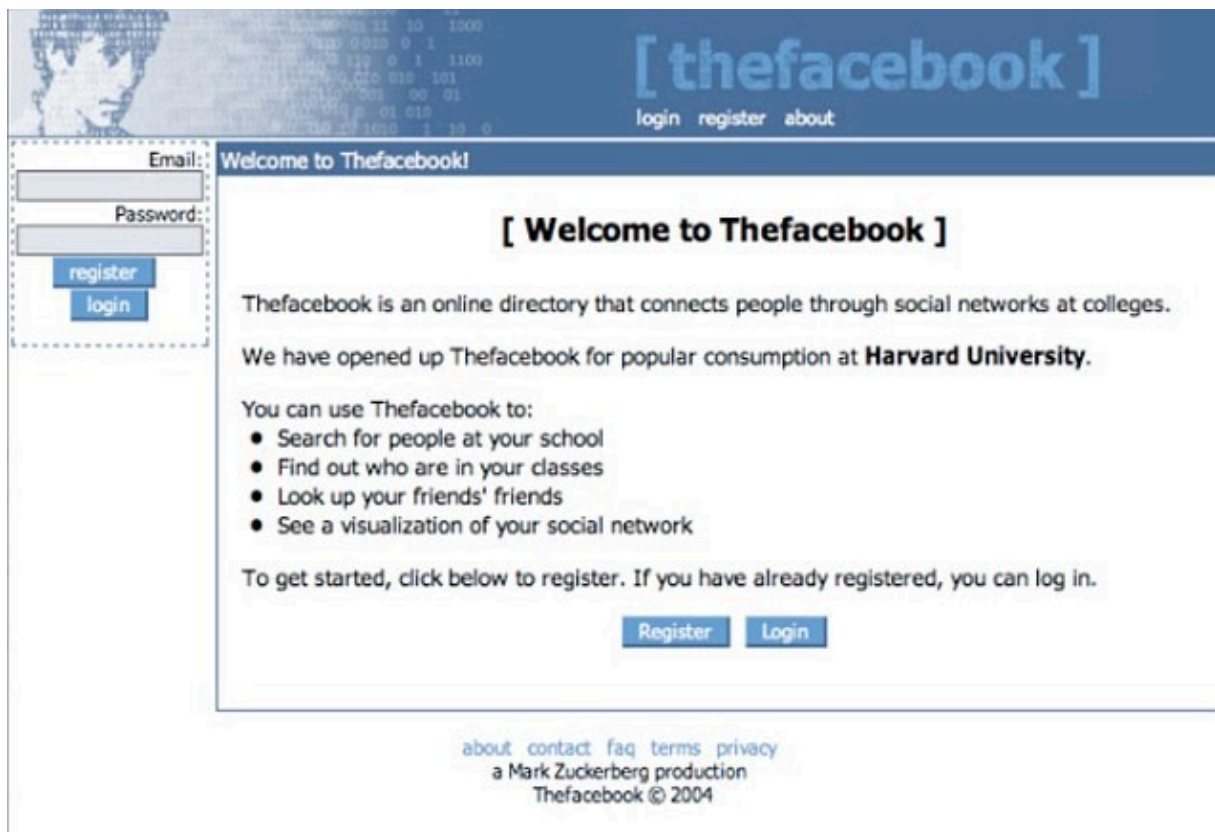 [ thefacebook ]
login register about
Email:
Password:
register
login
Welcome to Thefacebook!
[ Welcome to Thefacebook ]
Thefacebook is an online directory that connects people through social networks at colleges.
We have opened up Thefacebook for popular consumption at Harvard University.
You can use Thefacebook to:
• Search for people at your school
• Find out who are in your classes
• Look up your friends' friends
• See a visualization of your social network
To get started, click below to register. If you have already registered, you can log in.
Register Login
about contact faq terms privacy
a Mark Zuckerberg production
Thefacebook © 2004